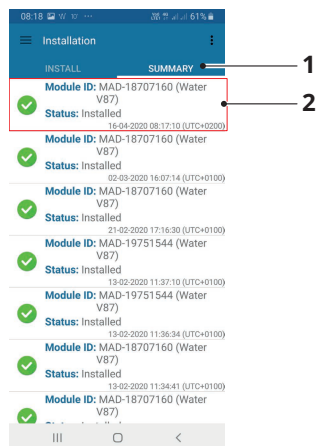 08:18 61%
Installation
INSTALL SUMMARY
1
Module ID: MAD-18707160 (Water
V87)
2
Status: Installed
16-04-2020 08:17:10 (UTC+0200)
Module ID: MAD-18707160 (Water
V87)
Status: Installed
02-03-2020 16:07:14 (UTC+0100)
Module ID: MAD-18707160 (Water
V87)
Status: Installed
21-02-2020 17:16:30 (UTC+0100)
Module ID: MAD-19751544 (Water
V87)
Status: Installed
13-02-2020 11:37:10 (UTC+0100)
Module ID: MAD-19751544 (Water
V87)
Status: Installed
13-02-2020 11:36:34 (UTC+0100)
Module ID: MAD-18707160 (Water
V87)
Status: Installed
13-02-2020 11:34:41 (UTC+0100)
Module ID: MAD-18707160 (Water
V87)